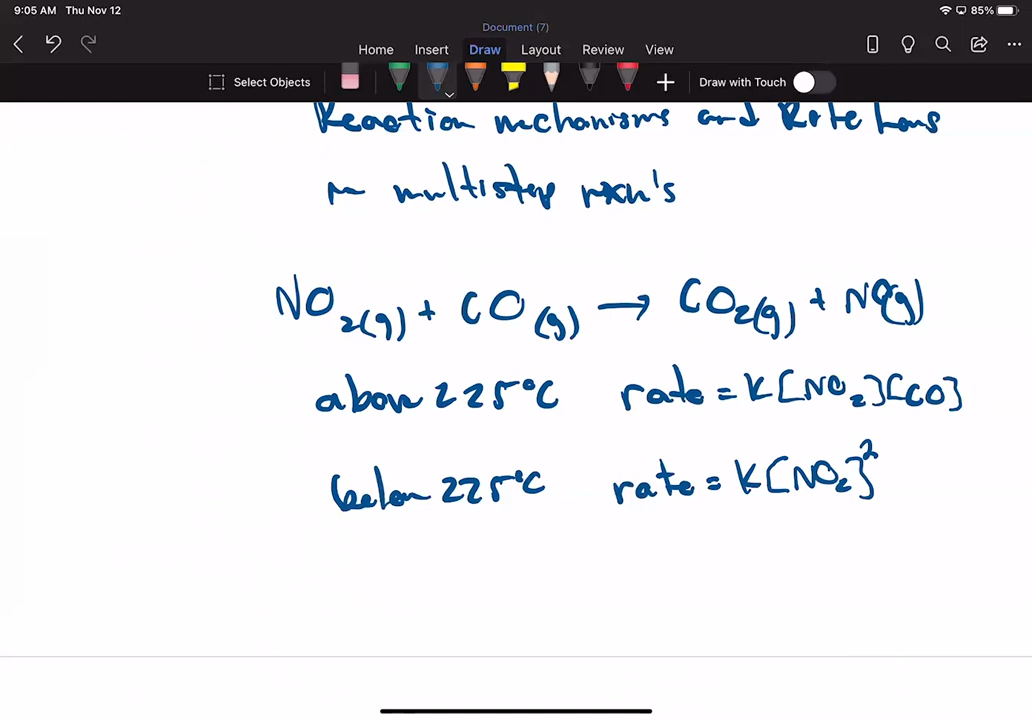 9:05 AM Thu Nov 12 85%
Document (7)
Home Insert Draw Layout Review View
Select Objects Draw with Touch
Reaction mechanisms and Rate Laws
in multistep rxn's
NO₂(g) + CO(g) → CO₂(g) + NO(g)
above 225°C rate = K[NO₂][CO]
below 225°C rate = K[NO₂]²